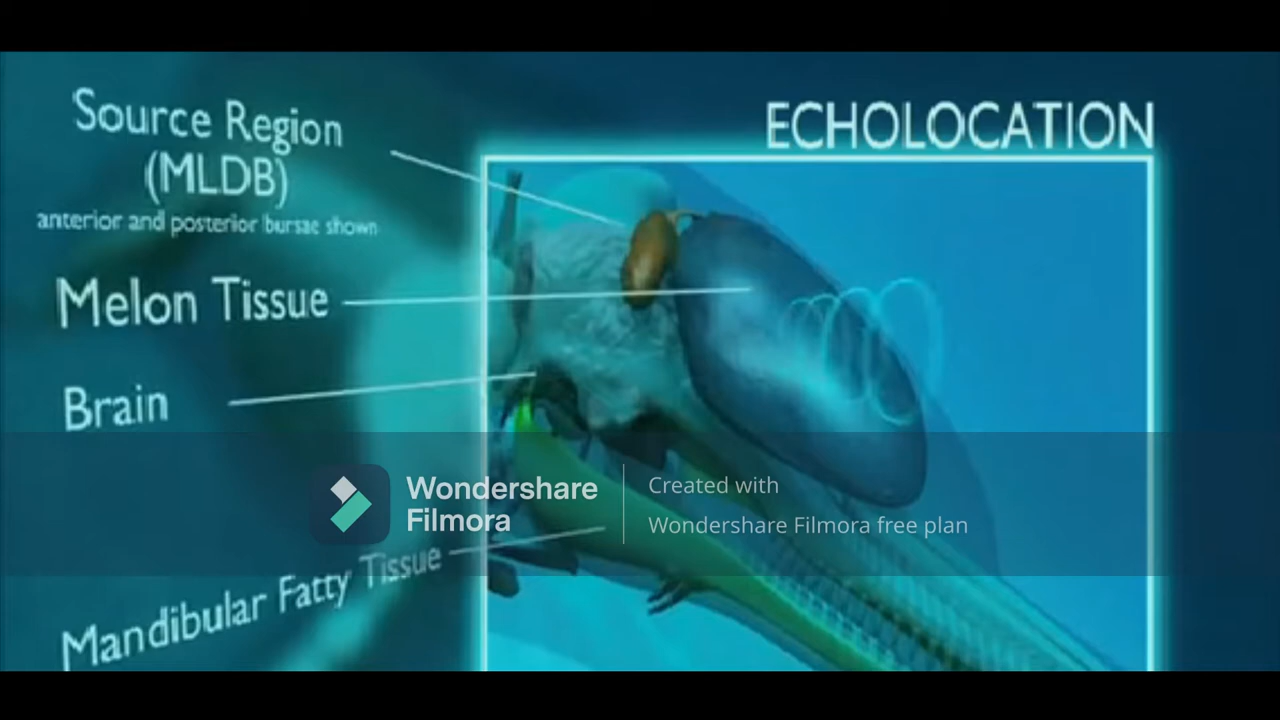 Source Region
(MLDB)
anterior and posterior bursae shown
Melon Tissue
Brain
Mandibular Fatty Tissue
ECHOLOCATION
Wondershare
Filmora
Created with
Wondershare Filmora free plan